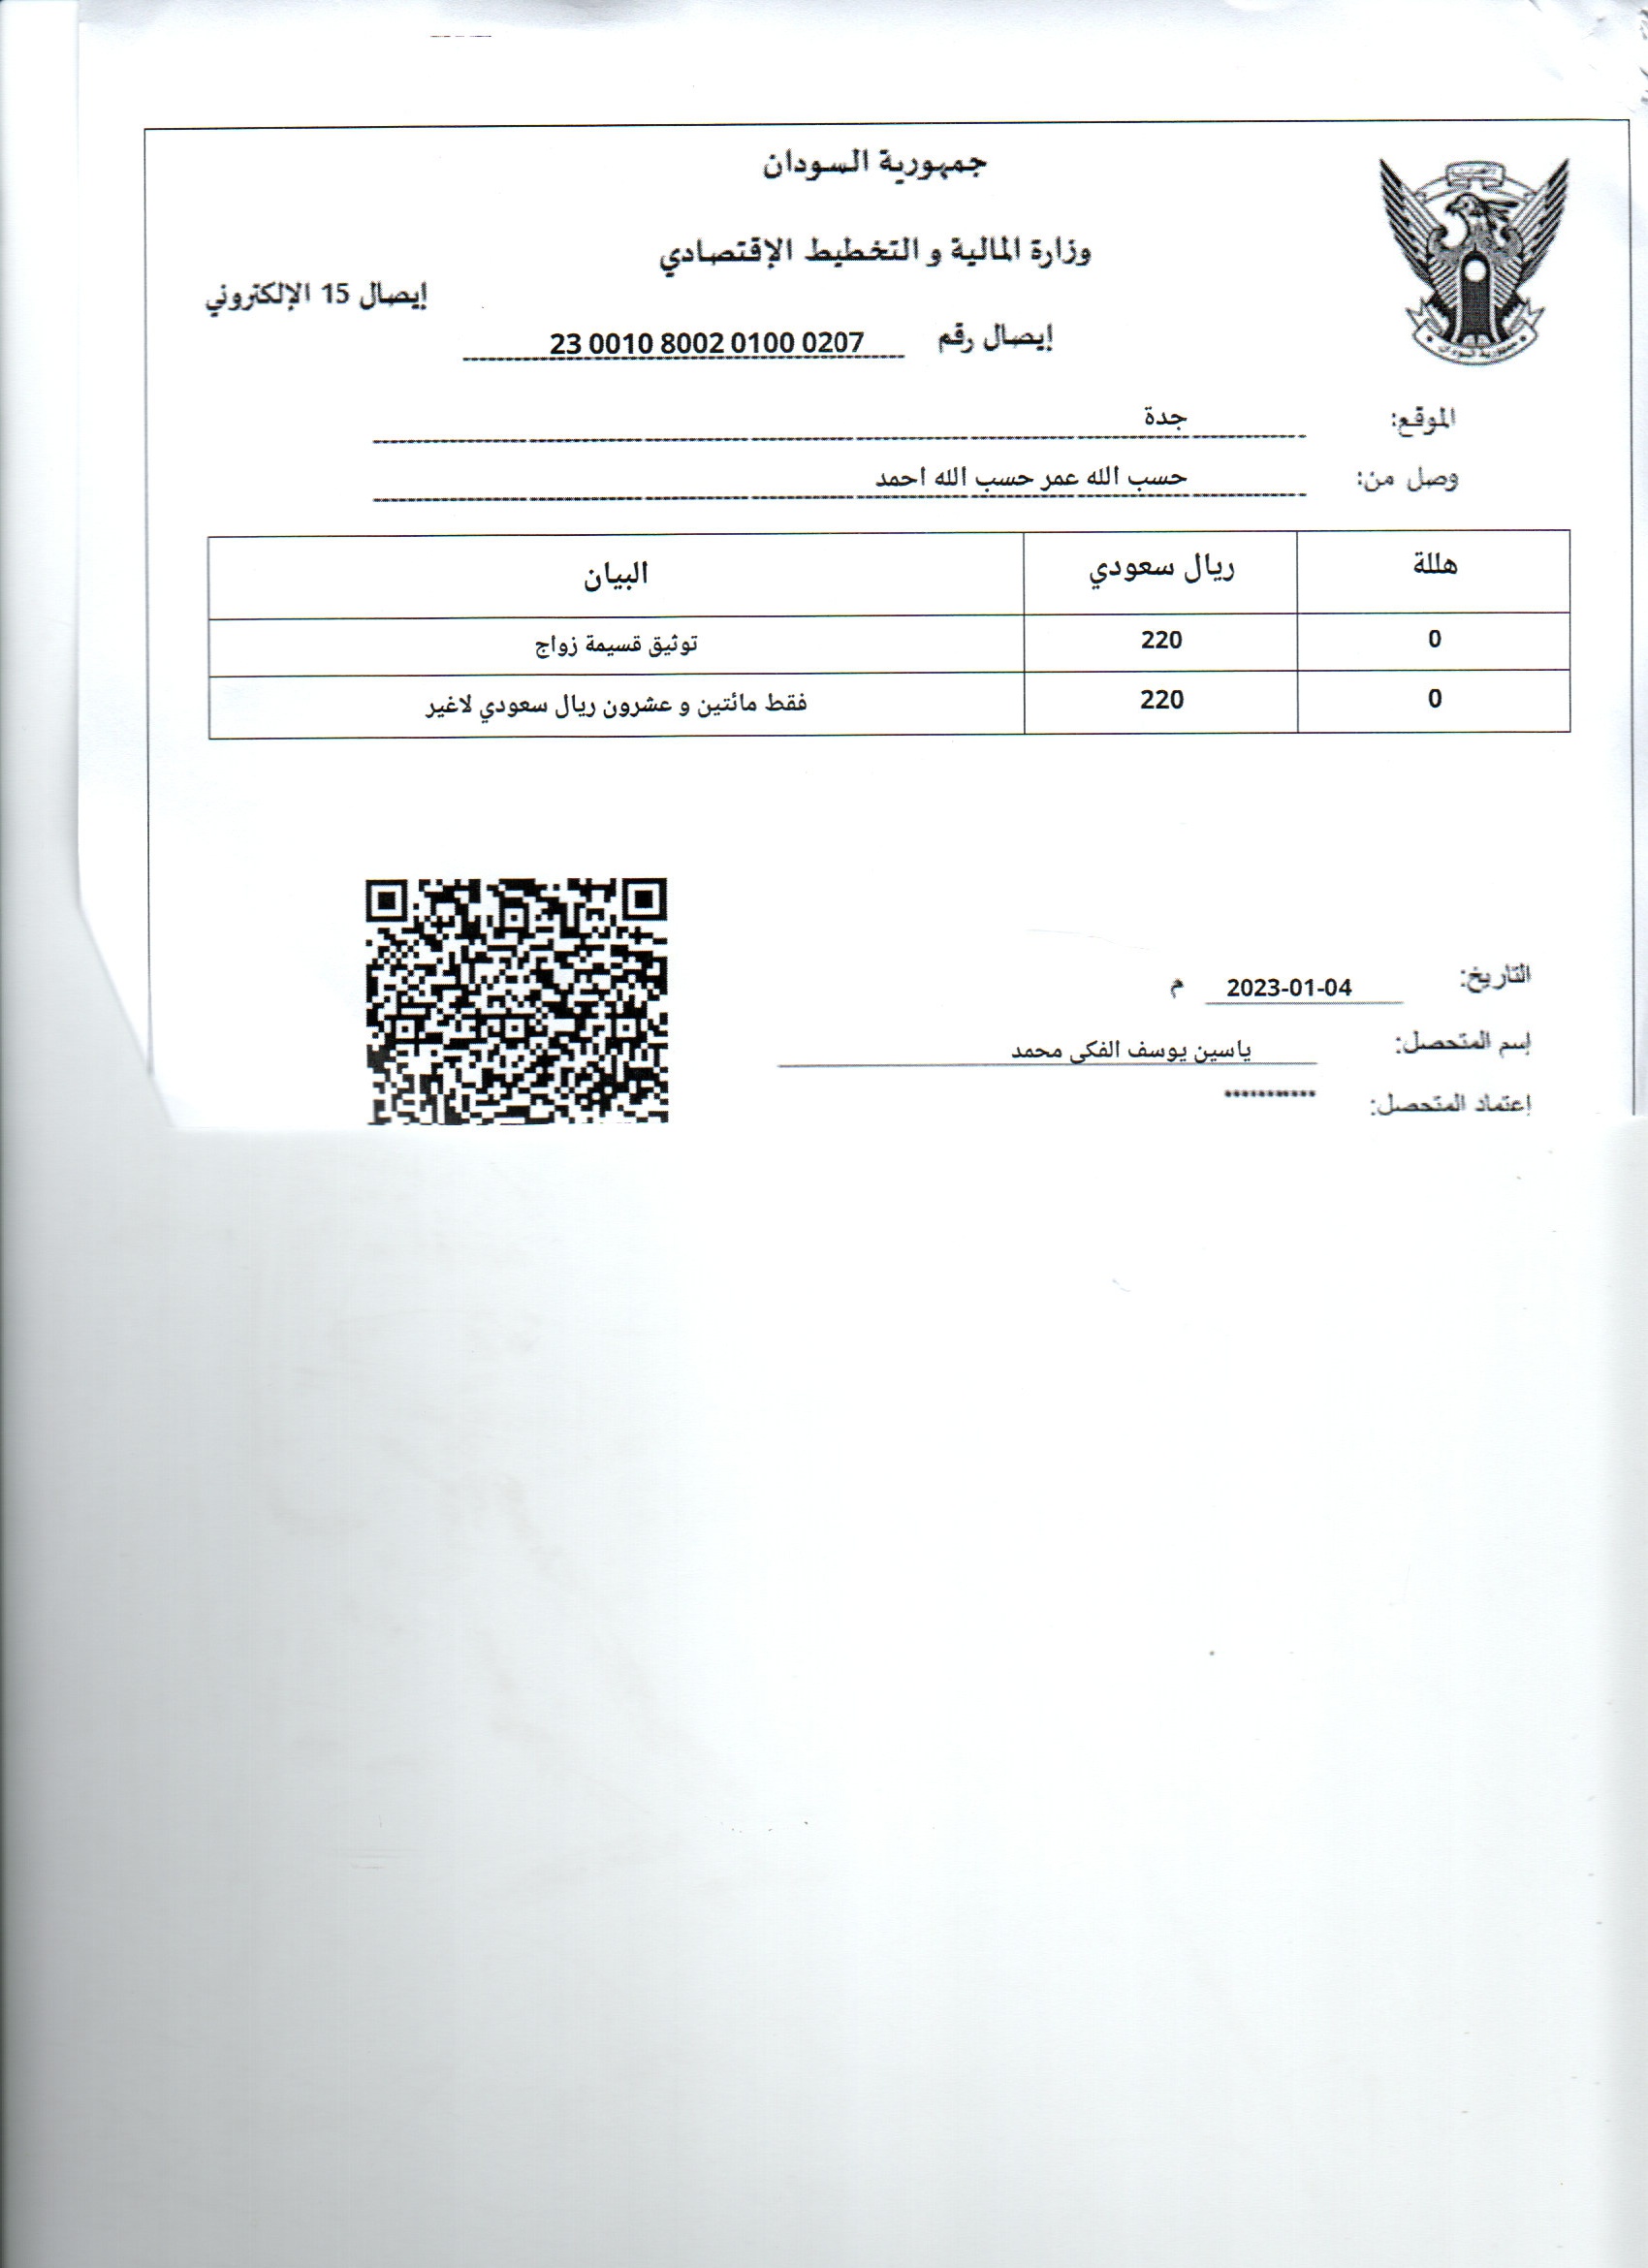 جمهورية السودان
وزارة المالية و التخطيط الإقتصادي
إيصال 15 الإلكتروني
إيصال رقم 23 0010 8002 0100 0207
الموقع: جدة
وصل من: حسب الله عمر حسب الله احمد
هللة ريال سعودي البيان
0 220 توثيق قسيمة زواج
0 220 فقط مائتين و عشرون ريال سعودي لاغير
التاريخ: 2023-01-04 م
إسم المتحصل: ياسين يوسف الفكى محمد
إعتماد المتحصل: ***********
جمهورية السودان